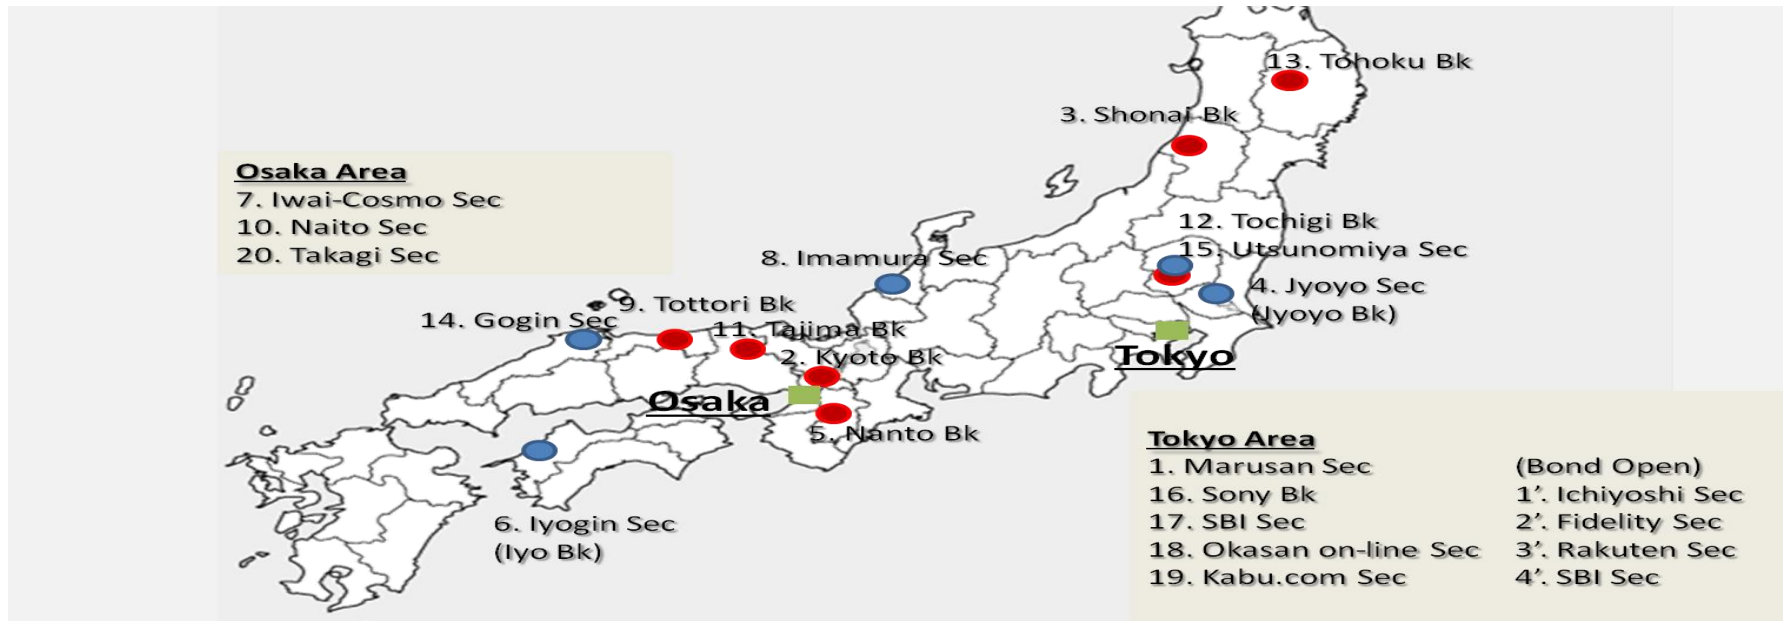 13. Tohoku Bk
3. Shonai Bk
Osaka Area
7. Iwai-Cosmo Sec
10. Naito Sec
20. Takagi Sec
12. Tochigi Bk
15. Utsunomiya Sec
8. Imamura Sec
4. Jyoyo Sec
(Jyoyo Bk)
9. Tottori Bk
14. Gogin Sec
11. Tajima Bk
2. Kyoto Bk
Tokyo
Osaka
5. Nanto Bk
6. Iyogin Sec
(Iyo Bk)
Tokyo Area
1. Marusan Sec
16. Sony Bk
17. SBI Sec
18. Okasan on-line Sec
19. Kabu.com Sec
(Bond Open)
1’. Ichiyoshi Sec
2’. Fidelity Sec
3’. Rakuten Sec
4’. SBI Sec